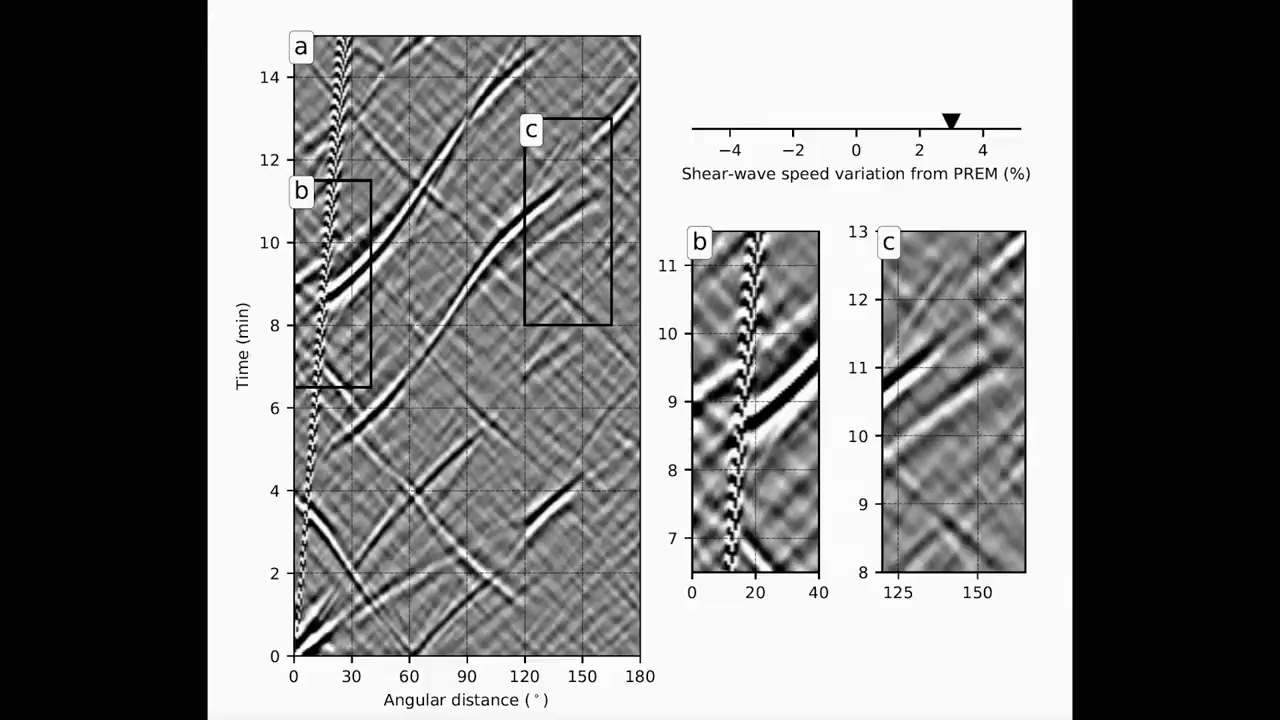 a
14
12
10
8
6
4
2
0
Time (min)
b
c
0 30 60 90 120 150 180
Angular distance (°)
−4 −2 0 2 4
Shear-wave speed variation from PREM (%)
b
11
10
9
8
7
0 20 40
c
13
12
11
10
9
8
125 150